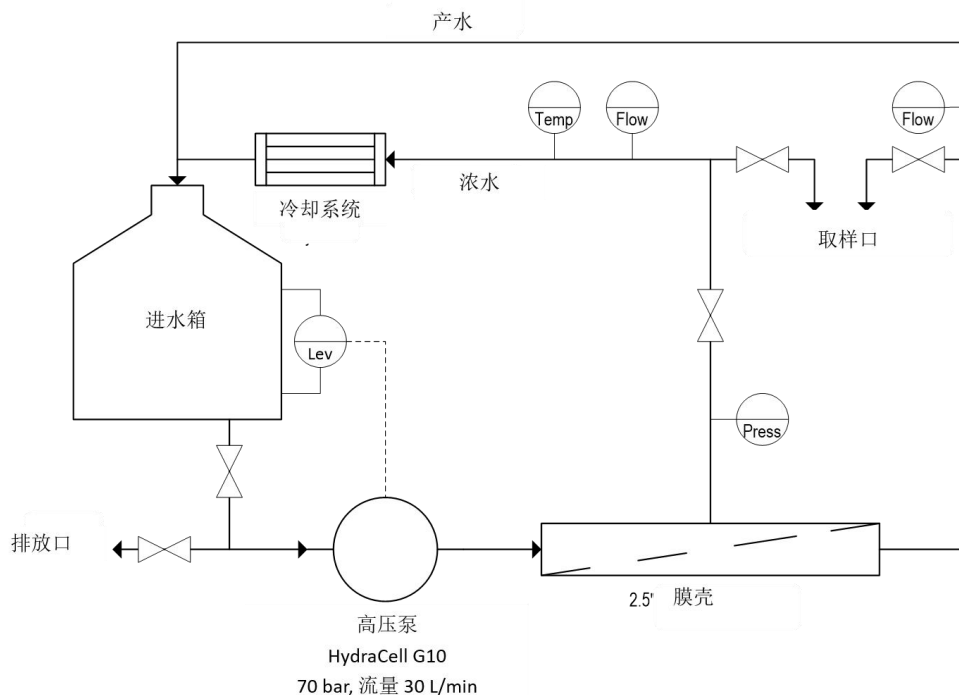 产水
Temp
Flow
Flow
浓水
冷却系统
取样口
进水箱
Lev
Press
排放口
2.5" 膜壳
高压泵
HydraCell G10
70 bar, 流量 30 L/min